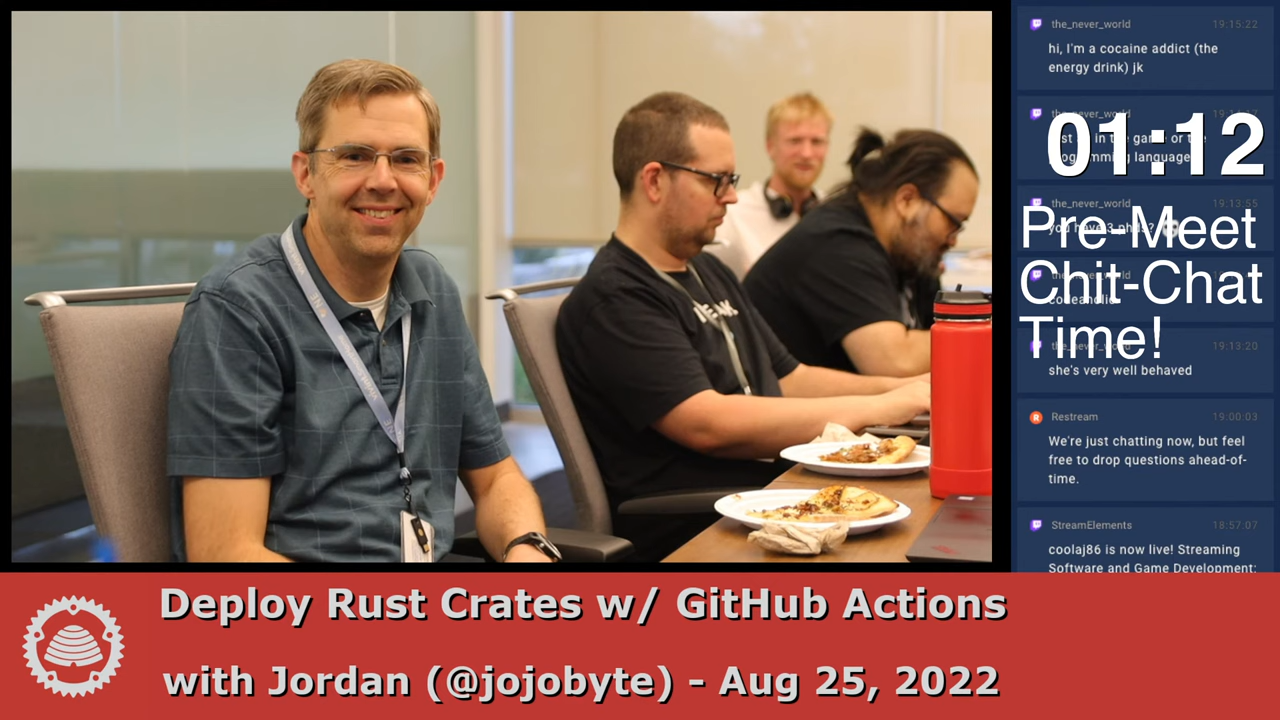 the_never_world 19:15:22
hi, I'm a cocaine addict (the
energy drink) jk
the_never_world
01:12
the_never_world 19:13:55
Pre-Meet
Chit-Chat
Time!
19:13:20
she's very well behaved
Restream 19:00:03
We're just chatting now, but feel
free to drop questions ahead-of-
time.
StreamElements 18:57:07
coolaj86 is now live! Streaming
Software and Game Development:
Deploy Rust Crates w/ GitHub Actions
with Jordan (@jojobyte) - Aug 25, 2022